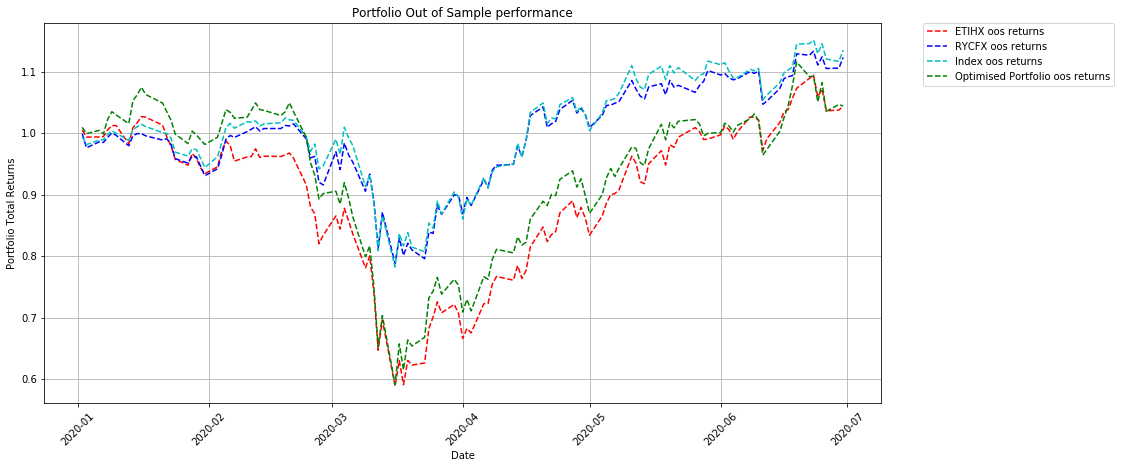 Portfolio Out of Sample performance
ETIHX oos returns
RYCFX oos returns
Index oos returns
Optimised Portfolio oos returns
Portfolio Total Returns
1.1
1.0
0.9
0.8
0.7
0.6
2020-01
2020-02
2020-03
2020-04
2020-05
2020-06
2020-07
Date